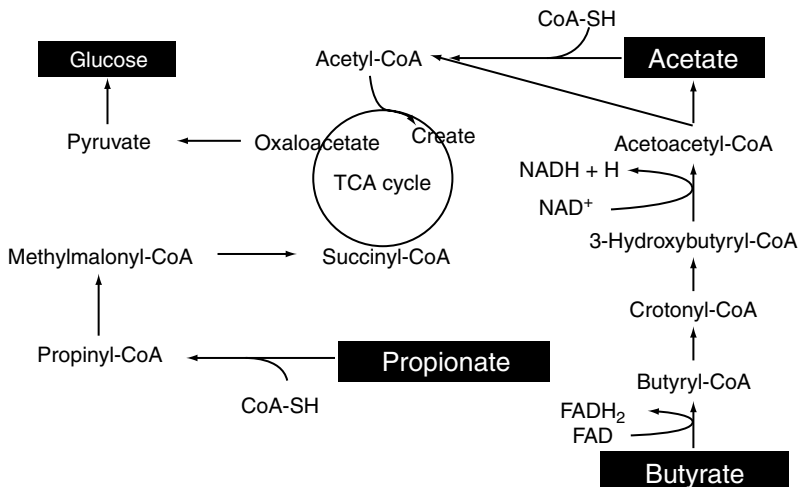 CoA-SH
Glucose
Acetyl-CoA
Acetate
Pyruvate
Oxaloacetate
Create
Acetoacetyl-CoA
TCA cycle
NADH + H
NAD⁺
Methylmalonyl-CoA
Succinyl-CoA
3-Hydroxybutyryl-CoA
Crotonyl-CoA
Propinyl-CoA
Propionate
CoA-SH
Butyryl-CoA
FADH₂
FAD
Butyrate